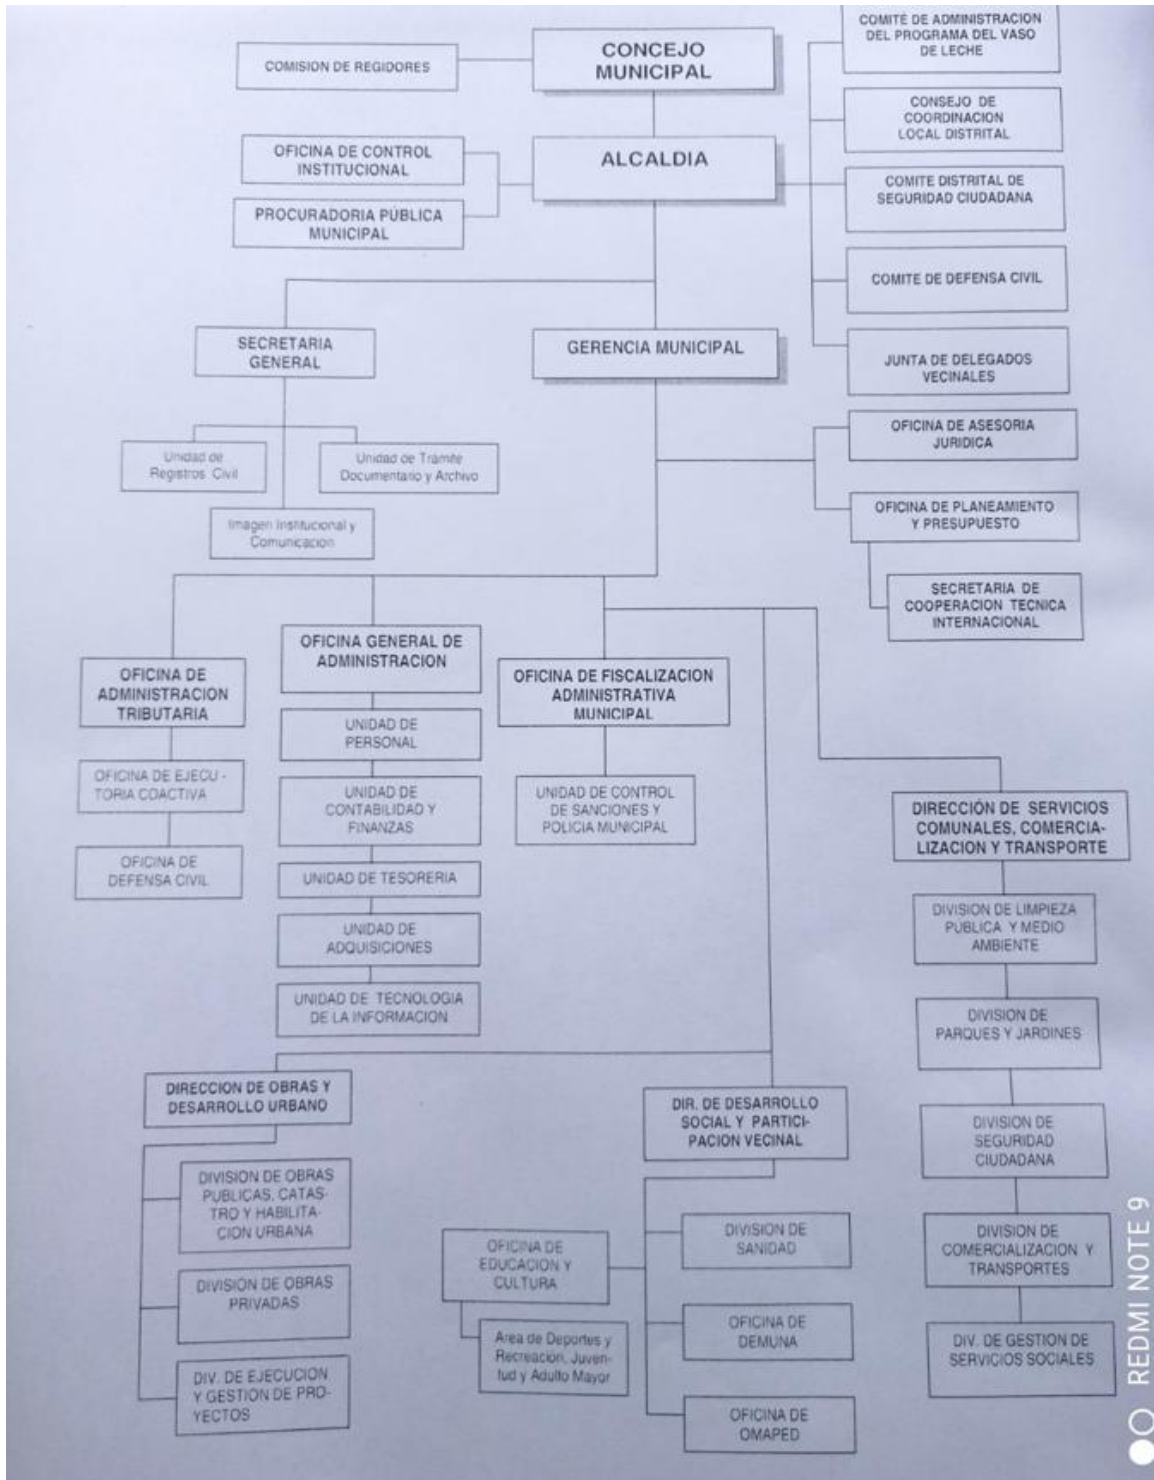 COMITÉ DE ADMINISTRACION
DEL PROGRAMA DEL VASO
DE LECHE
COMISION DE REGIDORES
CONCEJO
MUNICIPAL
CONSEJO DE
COORDINACION
LOCAL DISTRITAL
OFICINA DE CONTROL
INSTITUCIONAL
ALCALDIA
COMITE DISTRITAL DE
SEGURIDAD CIUDADANA
PROCURADORIA PÚBLICA
MUNICIPAL
COMITE DE DEFENSA CIVIL
SECRETARIA
GENERAL
GERENCIA MUNICIPAL
JUNTA DE DELEGADOS
VECINALES
OFICINA DE ASESORIA
JURIDICA
Unidad de
Registros Civil
Unidad de Tramite
Documentario y Archivo
Imagen Institucional y
Comunicacion
OFICINA DE PLANEAMIENTO
Y PRESUPUESTO
SECRETARIA DE
COOPERACION TECNICA
INTERNACIONAL
OFICINA DE
ADMINISTRACION
TRIBUTARIA
OFICINA GENERAL DE
ADMINISTRACION
OFICINA DE FISCALIZACION
ADMINISTRATIVA
MUNICIPAL
OFICINA DE EJECU -
TORIA COACTIVA
OFICINA DE
DEFENSA CIVIL
UNIDAD DE
PERSONAL
UNIDAD DE
CONTABILIDAD Y
FINANZAS
UNIDAD DE TESORERIA
UNIDAD DE
ADQUISICIONES
UNIDAD DE TECNOLOGIA
DE LA INFORMACION
UNIDAD DE CONTROL
DE SANCIONES Y
POLICIA MUNICIPAL
DIRECCIÓN DE SERVICIOS
COMUNALES, COMERCIA-
LIZACION Y TRANSPORTE
DIVISION DE LIMPIEZA
PÚBLICA Y MEDIO
AMBIENTE
DIVISION DE
PARQUES Y JARDINES
DIVISION DE
SEGURIDAD
CIUDADANA
DIVISION DE
COMERCIALIZACION Y
TRANSPORTES
DIV. DE GESTION DE
SERVICIOS SOCIALES
DIRECCION DE OBRAS Y
DESARROLLO URBANO
DIVISION DE OBRAS
PUBLICAS, CATAS-
TRO Y HABILITA-
CION URBANA
DIVISION DE OBRAS
PRIVADAS
DIV. DE EJECUCION
Y GESTION DE PRO-
YECTOS
DIR. DE DESARROLLO
SOCIAL Y PARTICI-
PACION VECINAL
OFICINA DE
EDUCACION Y
CULTURA
Area de Deportes y
Recreación, Juven-
tud y Adulto Mayor
DIVISION DE
SANIDAD
OFICINA DE
DEMUNA
OFICINA DE
OMAPED
REDMI NOTE 9